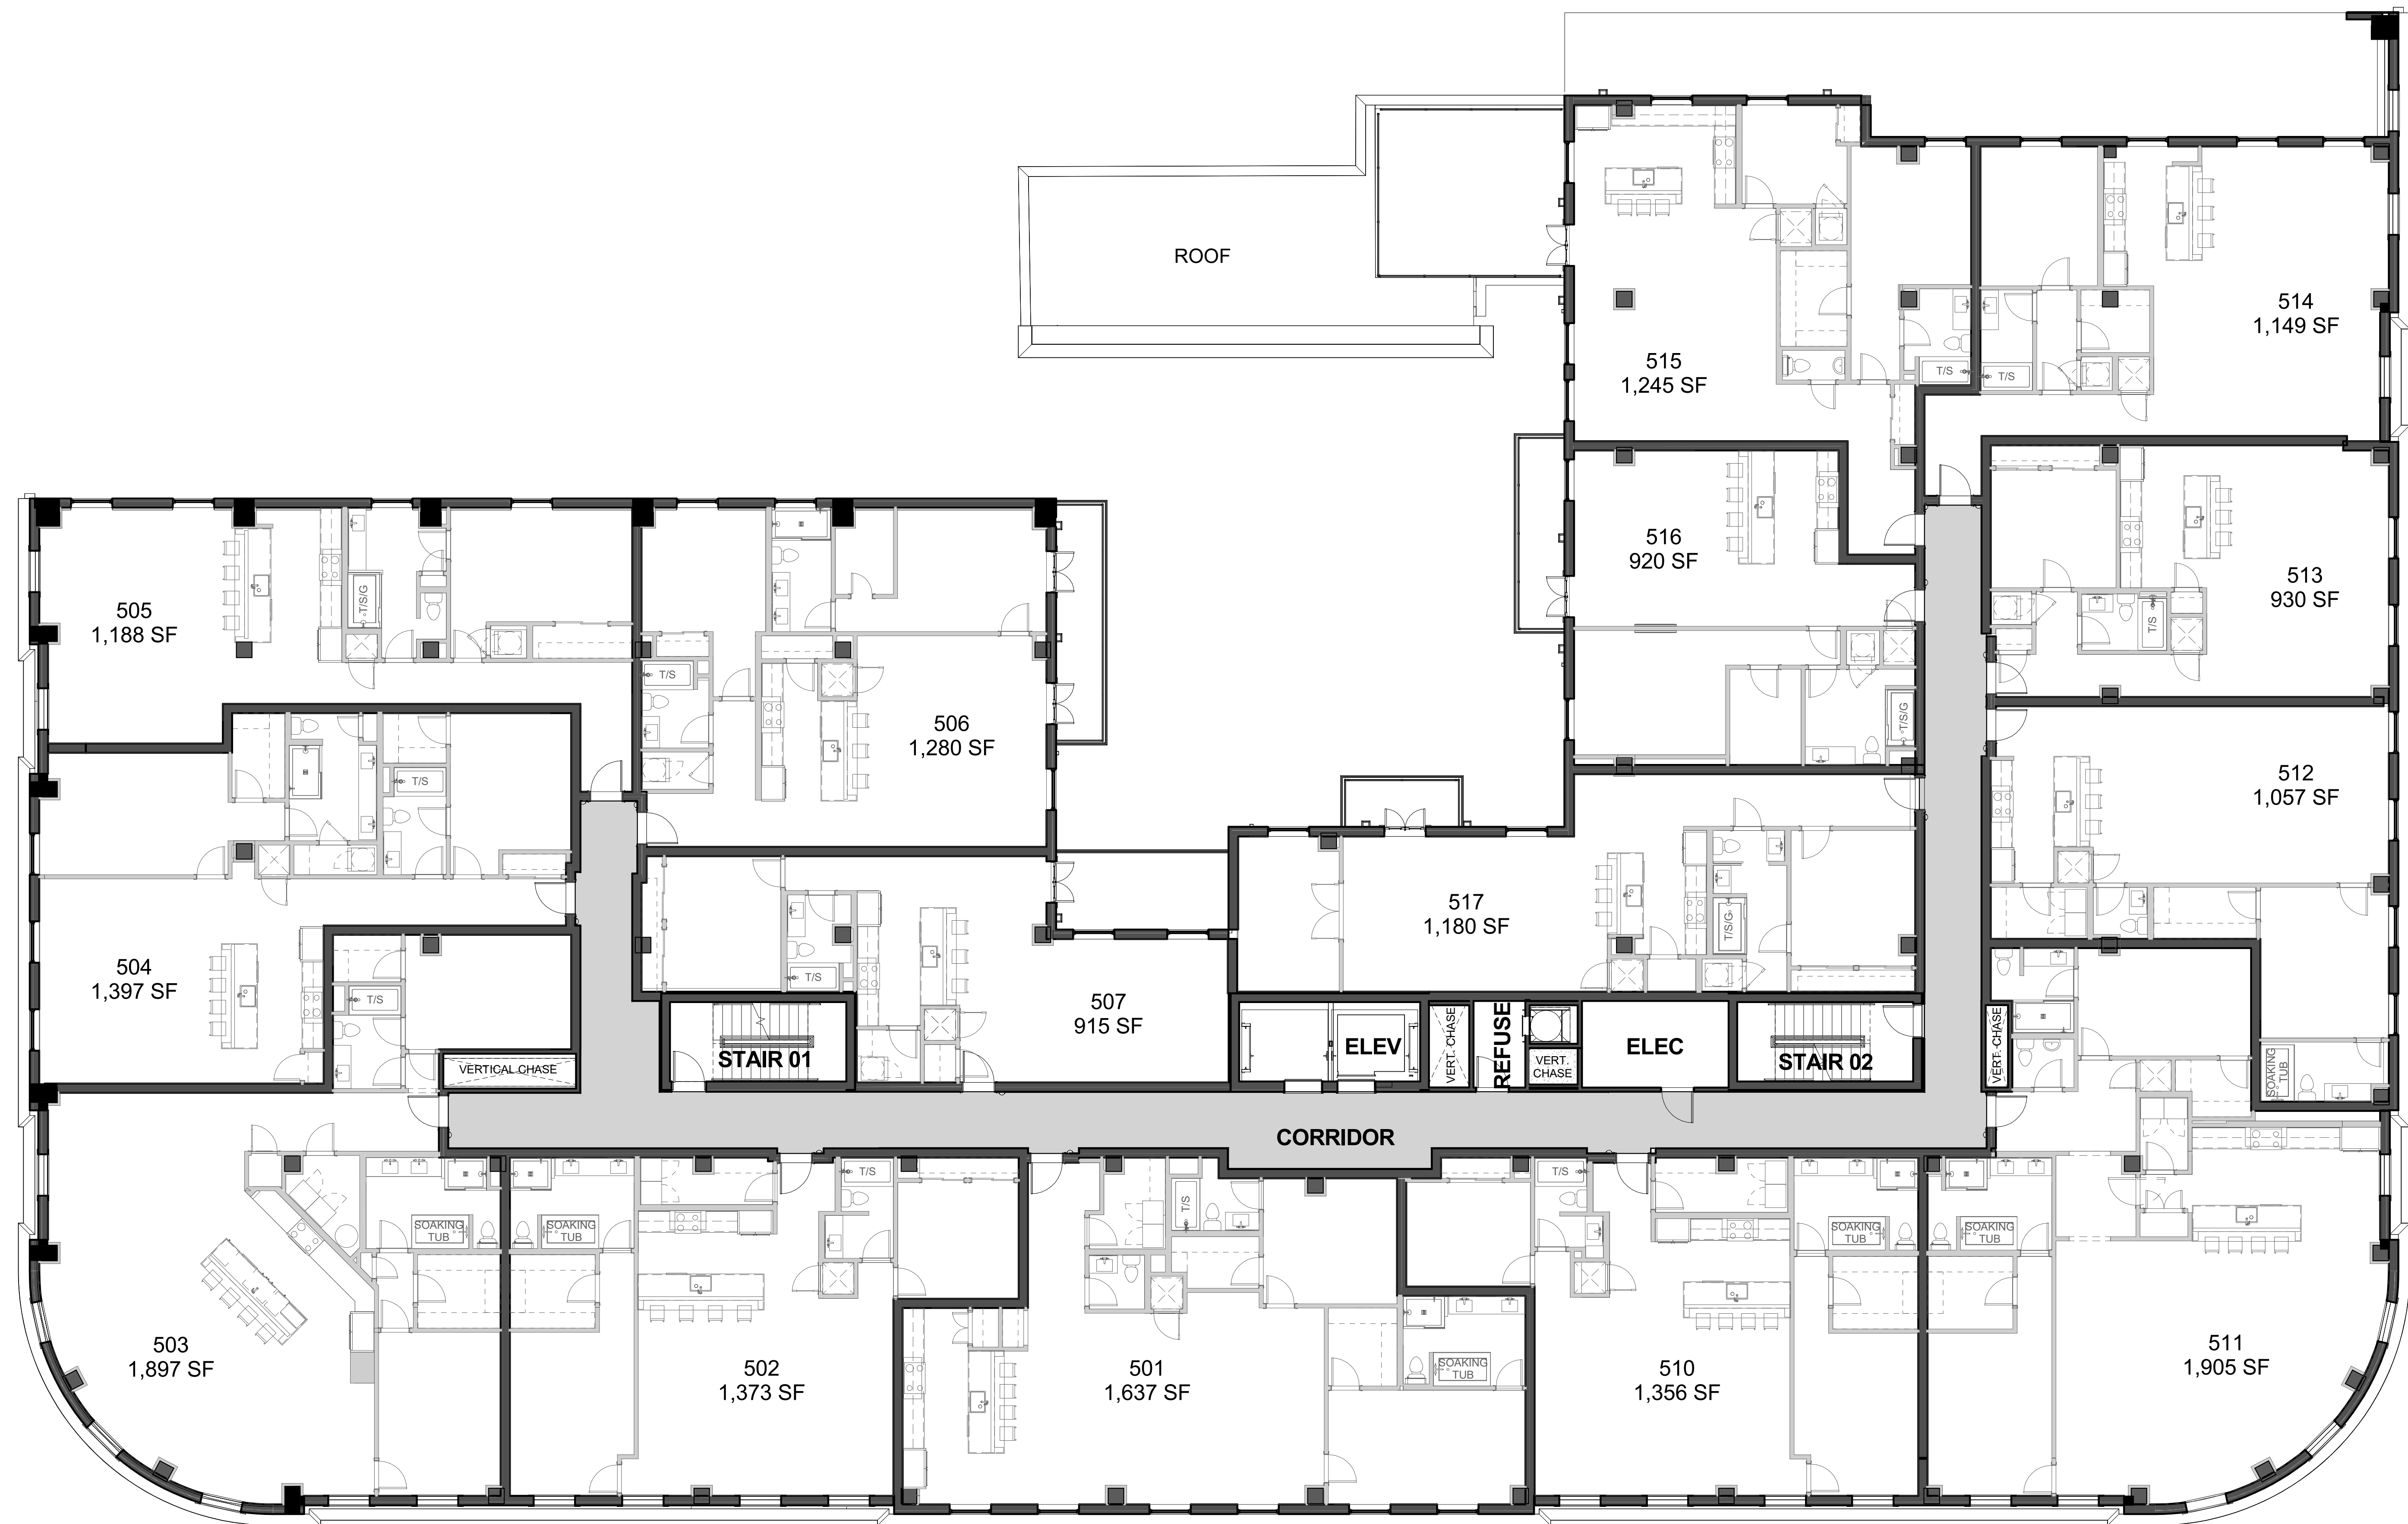 ROOF
514
1,149 SF
515
1,245 SF
T/S
T/S
516
920 SF
513
930 SF
T/S
T/S/G
505
1,188 SF
T/S/G
T/S
506
1,280 SF
T/S
512
1,057 SF
517
1,180 SF
T/S/G
504
1,397 SF
T/S
T/S
507
915 SF
STAIR 01
VERTICAL CHASE
ELEV
VERT. CHASE
REFUSE
VERT.
CHASE
ELEC
STAIR 02
VERT. CHASE
SOAKING
TUB
CORRIDOR
T/S
T/S
T/S
SOAKING
TUB
SOAKING
TUB
SOAKING
TUB
SOAKING
TUB
503
1,897 SF
502
1,373 SF
501
1,637 SF
SOAKING
TUB
510
1,356 SF
511
1,905 SF